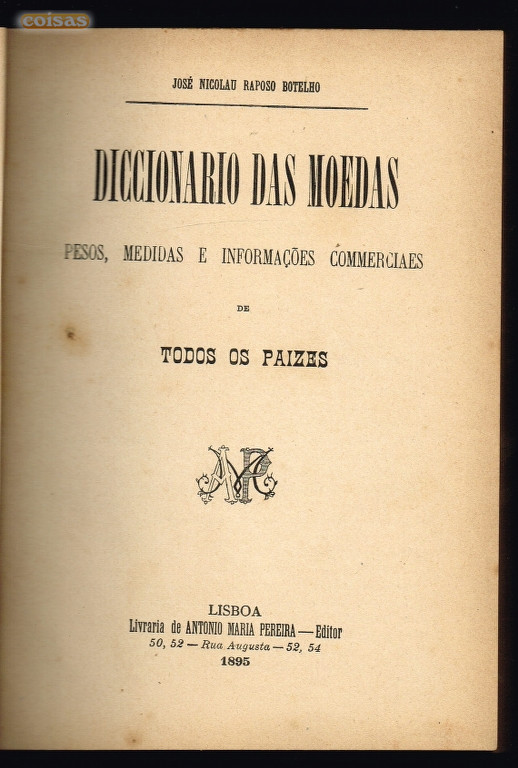 coisas
JOSÉ NICOLAU RAPOSO BOTELHO
DICCIONARIO DAS MOEDAS
PESOS, MEDIDAS E INFORMAÇÕES COMMERCIAES
DE
TODOS OS PAIZES
AMP
LISBOA
Livraria de ANTONIO MARIA PEREIRA—Editor
50, 52 — Rua Augusta — 52, 54
1895